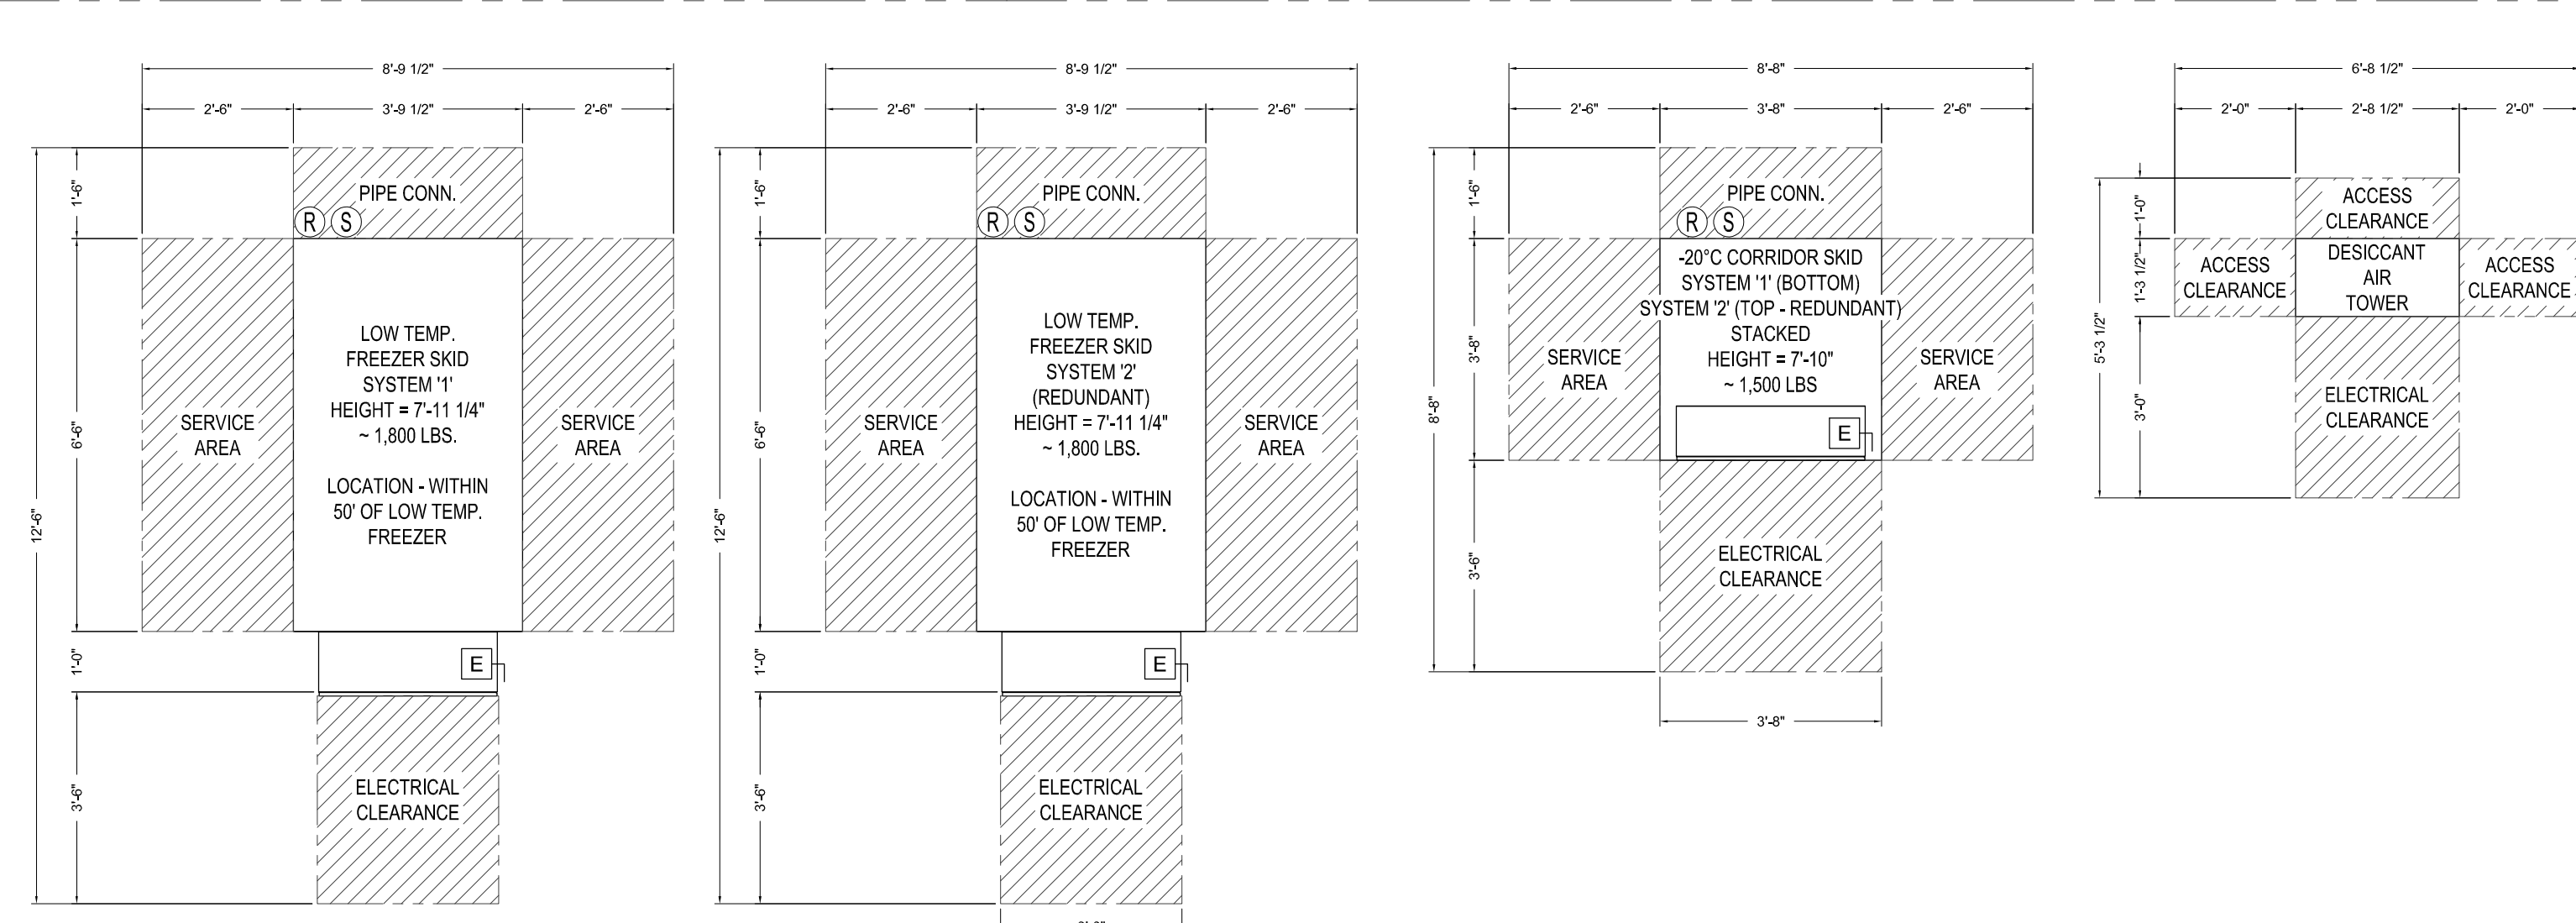 8'-9 1/2"
2'-6"
3'-9 1/2"
2'-6"
12'-6"
1'-6"
6'-6"
1'-0"
3'-6"
PIPE CONN.
R S
SERVICE
AREA
LOW TEMP.
FREEZER SKID
SYSTEM '1'
HEIGHT = 7'-11 1/4"
~ 1,800 LBS.
LOCATION - WITHIN
50' OF LOW TEMP.
FREEZER
SERVICE
AREA
E
ELECTRICAL
CLEARANCE
8'-9 1/2"
2'-6"
3'-9 1/2"
2'-6"
12'-6"
1'-6"
6'-6"
1'-0"
3'-6"
PIPE CONN.
R S
SERVICE
AREA
LOW TEMP.
FREEZER SKID
SYSTEM '2'
(REDUNDANT)
HEIGHT = 7'-11 1/4"
~ 1,800 LBS.
LOCATION - WITHIN
50' OF LOW TEMP.
FREEZER
SERVICE
AREA
E
ELECTRICAL
CLEARANCE
8'-8"
2'-6"
3'-8"
2'-6"
8'-8"
1'-6"
3'-8"
3'-6"
PIPE CONN.
R S
SERVICE
AREA
-20°C CORRIDOR SKID
SYSTEM '1' (BOTTOM)
SYSTEM '2' (TOP - REDUNDANT)
STACKED
HEIGHT = 7'-10"
~ 1,500 LBS
SERVICE
AREA
E
ELECTRICAL
CLEARANCE
3'-8"
6'-8 1/2"
2'-0"
2'-8 1/2"
2'-0"
5'-3 1/2"
1'-0"
1'-3 1/2"
3'-0"
ACCESS
CLEARANCE
ACCESS
CLEARANCE
DESICCANT
AIR
TOWER
ACCESS
CLEARANCE
ELECTRICAL
CLEARANCE